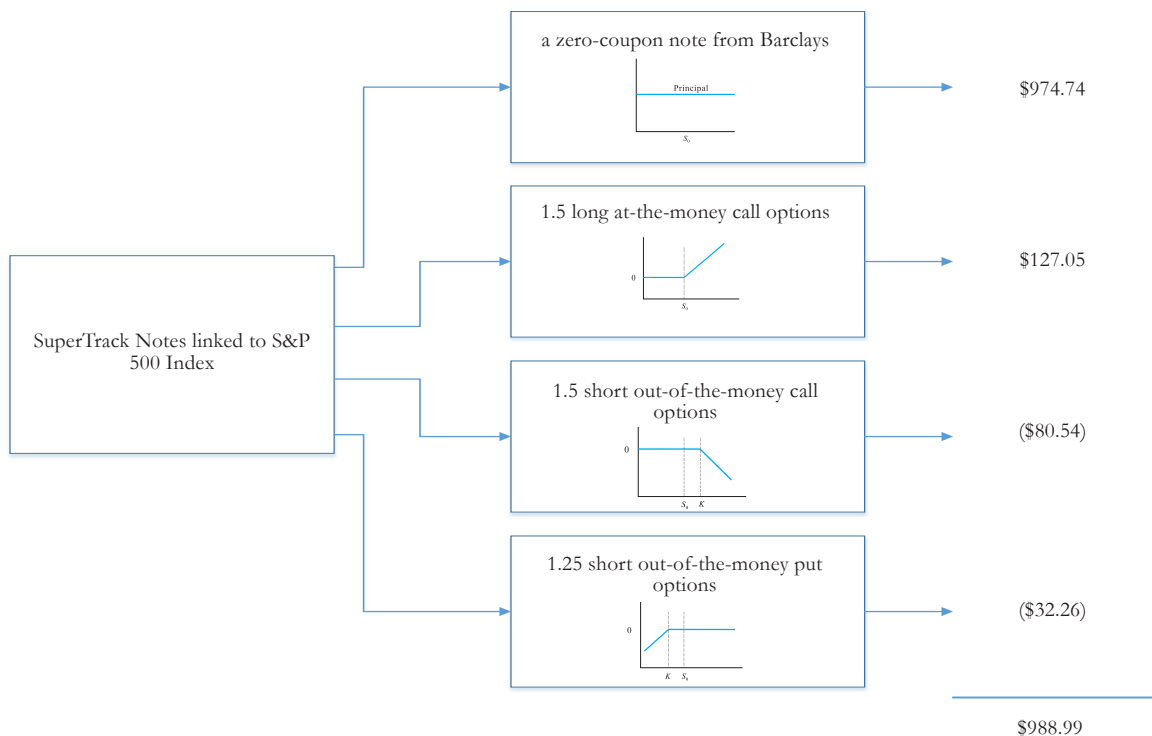 a zero-coupon note from Barclays
Principal
S₀
$974.74
1.5 long at-the-money call options
0
S₀
$127.05
SuperTrack Notes linked to S&P
500 Index
1.5 short out-of-the-money call
options
0
S₀ K
($80.54)
1.25 short out-of-the-money put
options
0
K S₀
($32.26)
$988.99